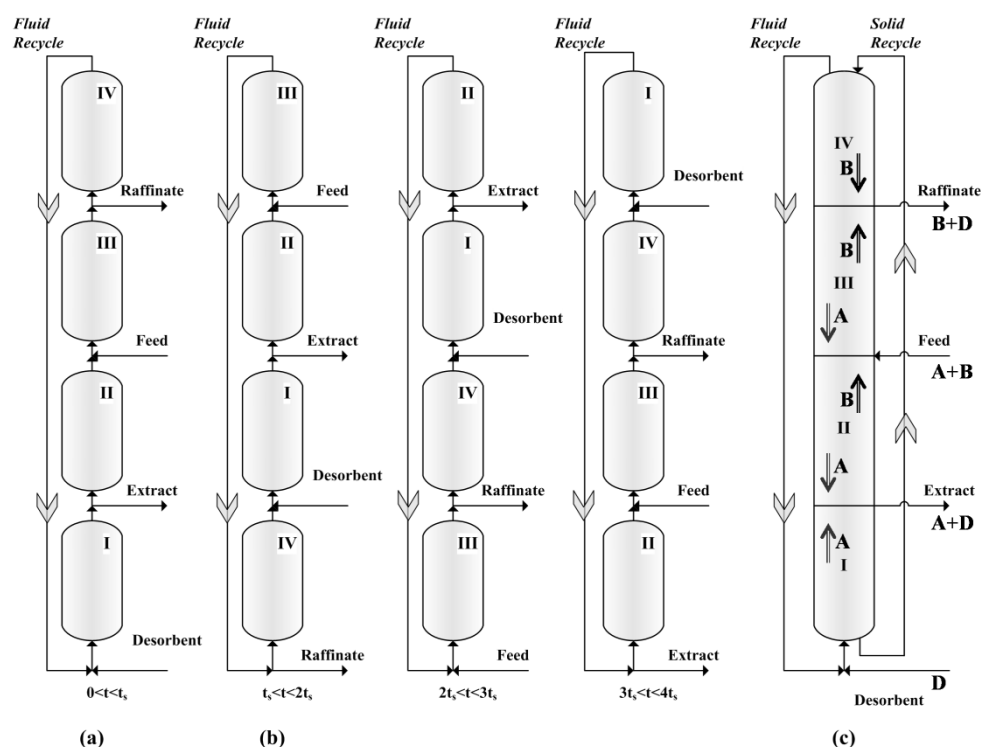 Fluid
Recycle
IV
Raffinate
III
Feed
II
Extract
I
Desorbent
0<t<tₛ
(a)
Fluid
Recycle
III
Feed
II
Extract
I
Desorbent
IV
Raffinate
tₛ<t<2tₛ
(b)
Fluid
Recycle
II
Extract
I
Desorbent
IV
Raffinate
III
Feed
2tₛ<t<3tₛ
Fluid
Recycle
I
Desorbent
IV
Raffinate
III
Feed
II
Extract
3tₛ<t<4tₛ
Fluid
Recycle
Solid
Recycle
IV
B
Raffinate
B+D
B
III
A
Feed
A+B
B
II
A
Extract
A+D
A
I
D
Desorbent
(c)